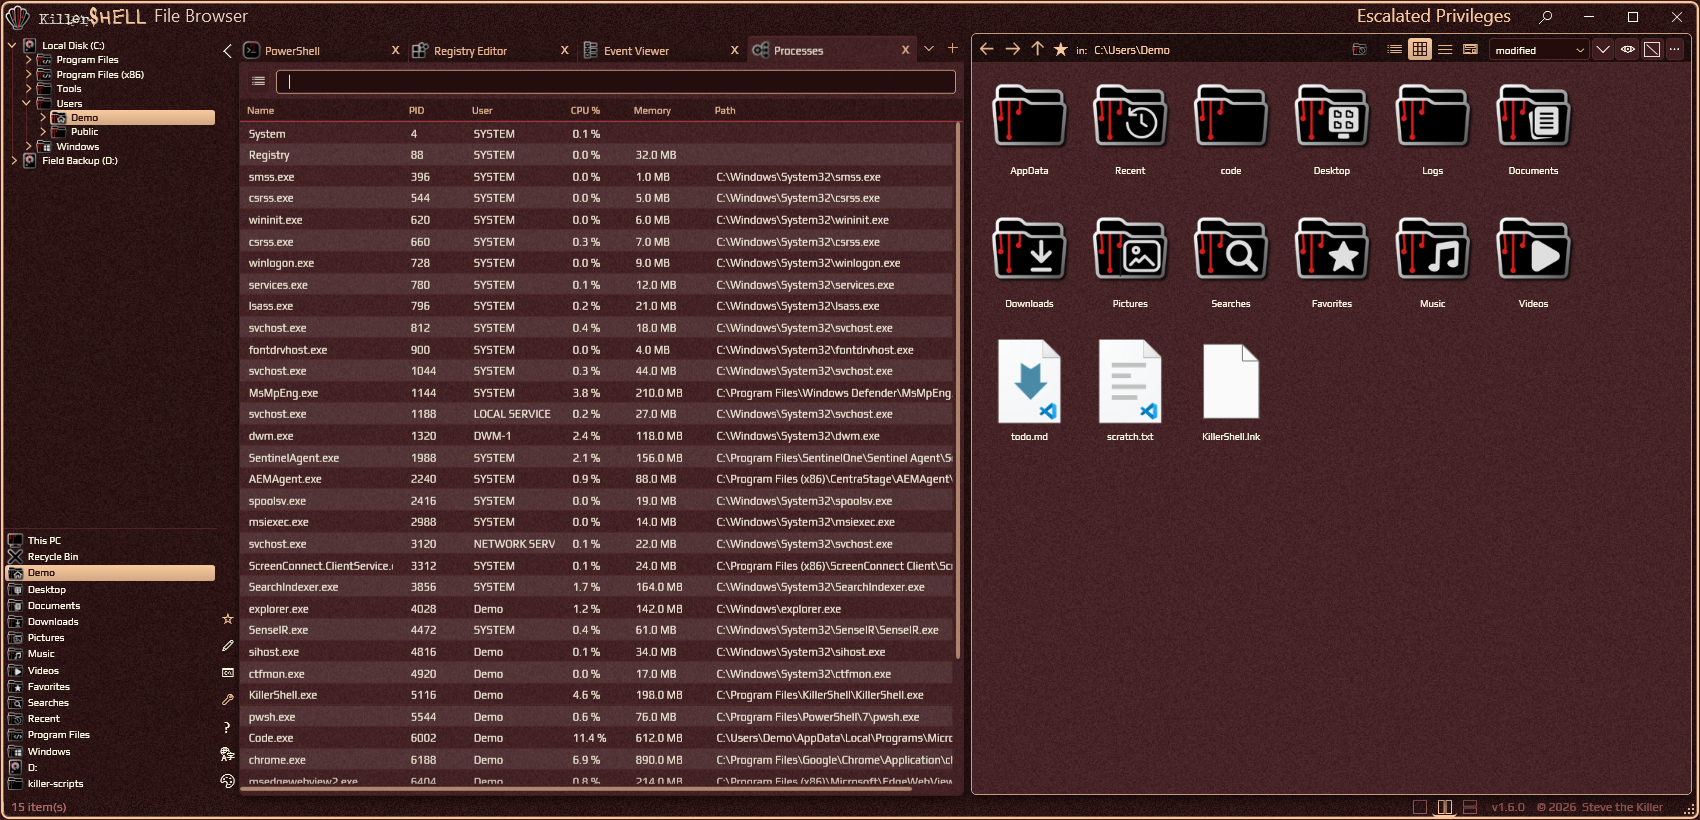 KillerSHELL File Browser
Escalated Privileges
Local Disk (C:)
Program Files
Program Files (x86)
Tools
Users
Demo
Public
Windows
Field Backup (D:)
This PC
Recycle Bin
Demo
Desktop
Documents
Downloads
Pictures
Music
Videos
Favorites
Searches
Recent
Program Files
Windows
D:
killer-scripts
PowerShell x Registry Editor x Event Viewer x Processes x
Name PID User CPU % Memory Path
System 4 SYSTEM 0.1 %
Registry 88 SYSTEM 0.0 % 32.0 MB
smss.exe 396 SYSTEM 0.0 % 1.0 MB C:\Windows\System32\smss.exe
csrss.exe 544 SYSTEM 0.0 % 5.0 MB C:\Windows\System32\csrss.exe
wininit.exe 620 SYSTEM 0.0 % 6.0 MB C:\Windows\System32\wininit.exe
csrss.exe 660 SYSTEM 0.3 % 7.0 MB C:\Windows\System32\csrss.exe
winlogon.exe 728 SYSTEM 0.0 % 9.0 MB C:\Windows\System32\winlogon.exe
services.exe 780 SYSTEM 0.1 % 12.0 MB C:\Windows\System32\services.exe
lsass.exe 796 SYSTEM 0.2 % 21.0 MB C:\Windows\System32\lsass.exe
svchost.exe 812 SYSTEM 0.4 % 18.0 MB C:\Windows\System32\svchost.exe
fontdrvhost.exe 900 SYSTEM 0.0 % 4.0 MB C:\Windows\System32\fontdrvhost.exe
svchost.exe 1044 SYSTEM 0.3 % 44.0 MB C:\Windows\System32\svchost.exe
MsMpEng.exe 1144 SYSTEM 3.8 % 210.0 MB C:\Program Files\Windows Defender\MsMpEng.
svchost.exe 1188 LOCAL SERVICE 0.2 % 27.0 MB C:\Windows\System32\svchost.exe
dwm.exe 1320 DWM-1 2.4 % 118.0 MB C:\Windows\System32\dwm.exe
SentinelAgent.exe 1988 SYSTEM 2.1 % 156.0 MB C:\Program Files\SentinelOne\Sentinel Agent\S
AEMAgent.exe 2240 SYSTEM 0.9 % 88.0 MB C:\Program Files (x86)\CentraStage\AEMAgent\
spoolsv.exe 2416 SYSTEM 0.0 % 19.0 MB C:\Windows\System32\spoolsv.exe
msiexec.exe 2988 SYSTEM 0.0 % 14.0 MB C:\Windows\System32\msiexec.exe
svchost.exe 3120 NETWORK SERV 0.1 % 22.0 MB C:\Windows\System32\svchost.exe
ScreenConnect.ClientService. 3312 SYSTEM 0.1 % 24.0 MB C:\Program Files (x86)\ScreenConnect Client\Sc
SearchIndexer.exe 3856 SYSTEM 1.7 % 164.0 MB C:\Windows\System32\SearchIndexer.exe
explorer.exe 4028 Demo 1.2 % 142.0 MB C:\Windows\explorer.exe
SenseIR.exe 4472 SYSTEM 0.4 % 61.0 MB C:\Windows\System32\SenseIR\SenseIR.exe
sihost.exe 4816 Demo 0.1 % 34.0 MB C:\Windows\System32\sihost.exe
ctfmon.exe 4920 Demo 0.0 % 17.0 MB C:\Windows\System32\ctfmon.exe
KillerShell.exe 5116 Demo 4.6 % 198.0 MB C:\Program Files\KillerShell\KillerShell.exe
pwsh.exe 5544 Demo 0.6 % 76.0 MB C:\Program Files\PowerShell\7\pwsh.exe
Code.exe 6002 Demo 11.4 % 612.0 MB C:\Users\Demo\AppData\Local\Programs\Micro
chrome.exe 6188 Demo 6.9 % 890.0 MB C:\Program Files\Google\Chrome\Application\cl
msedgewebview2.exe 6404 Demo 0.8 % 214.0 MB C:\Program Files (x86)\Microsoft\EdgeWebView
in: C:\Users\Demo
modified
AppData Recent code Desktop Logs Documents
Downloads Pictures Searches Favorites Music Videos
todo.md scratch.txt KillerShell.lnk
15 item(s)
v1.6.0 © 2026 Steve the Killer